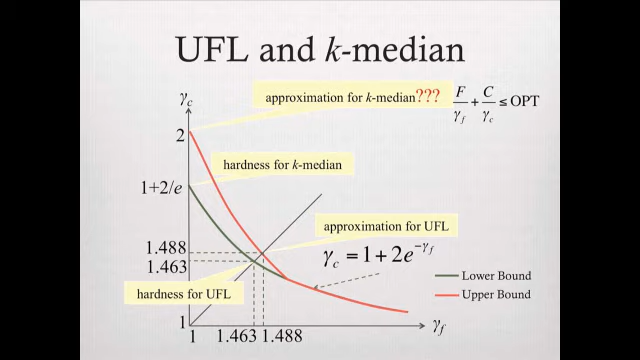 UFL and k-median
γc
approximation for k-median???
F/γf + C/γc ≤ OPT
2
hardness for k-median
1+2/e
approximation for UFL
γc = 1 + 2e^−γf
1.488
1.463
Lower Bound
hardness for UFL
Upper Bound
1
1 1.463 1.488 γf